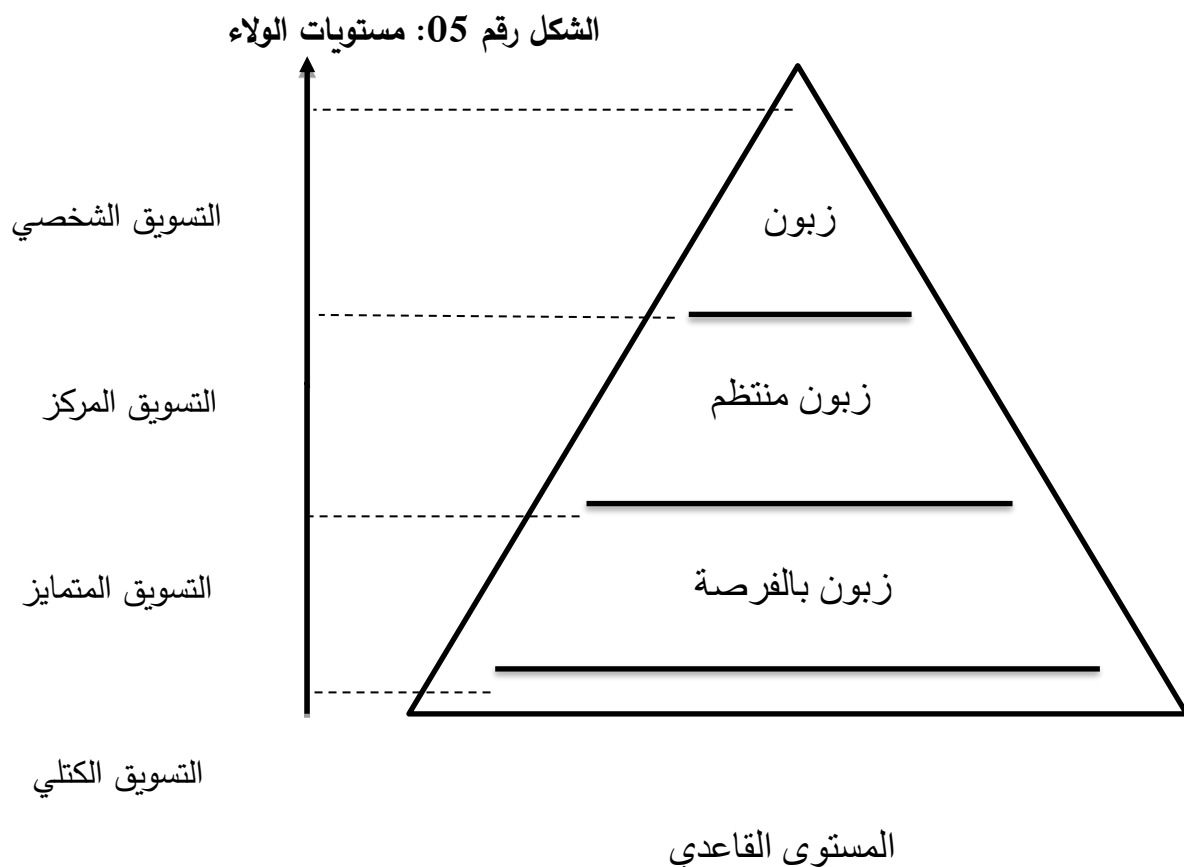 الشكل رقم 05: مستويات الولاء
زبون
التسويق الشخصي
زبون منتظم
التسويق المركز
زبون بالفرصة
التسويق المتمايز
التسويق الكتلي
المستوى القاعدي